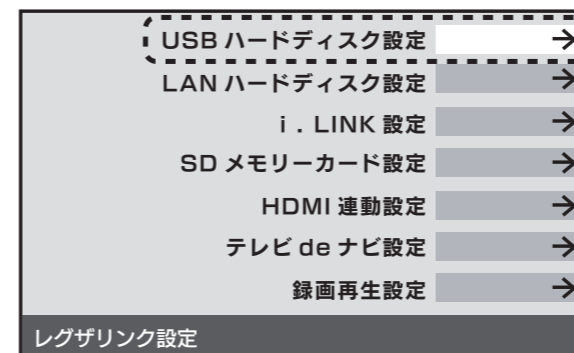 USB ハードディスク設定 →
LAN ハードディスク設定 →
i . LINK 設定 →
SD メモリーカード設定 →
HDMI 連動設定 →
テレビ de ナビ設定 →
録画再生設定 →
レグザリンク設定